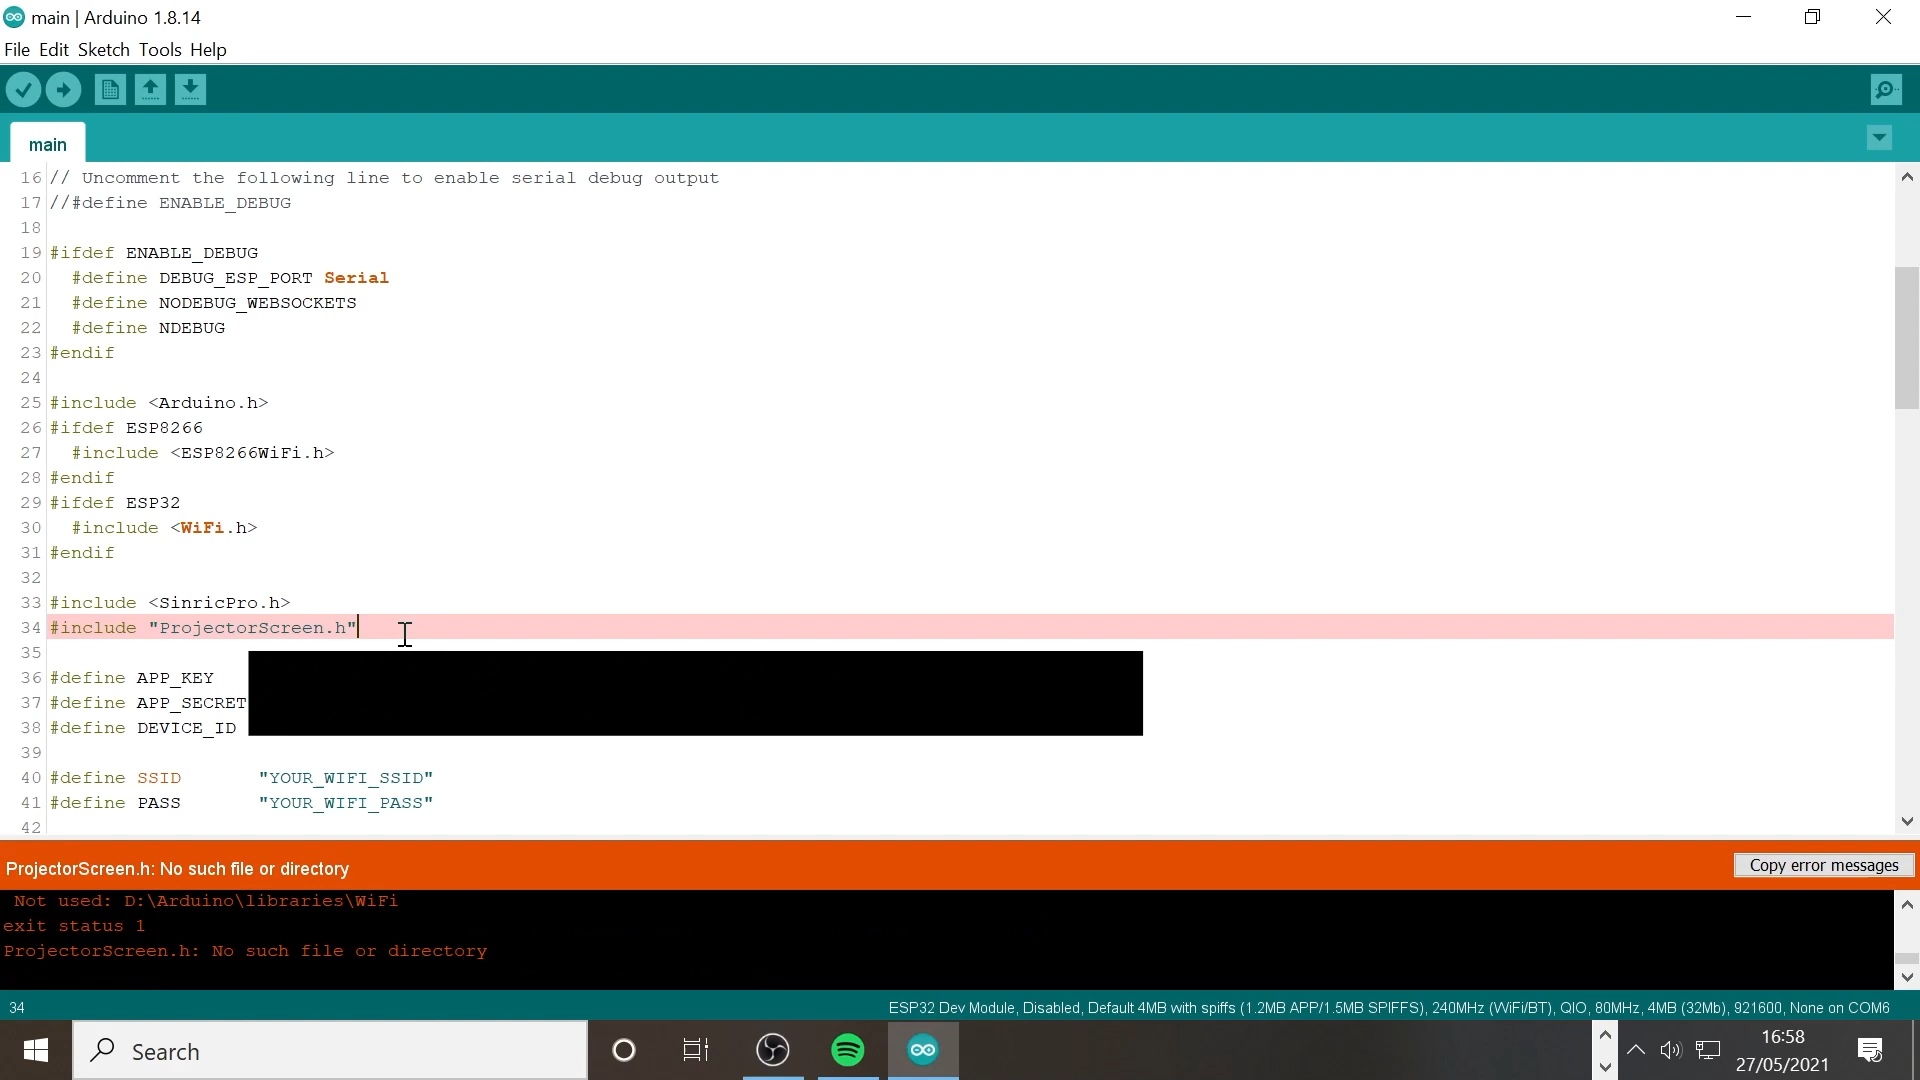 main | Arduino 1.8.14
File Edit Sketch Tools Help
main
16 // Uncomment the following line to enable serial debug output
17 //#define ENABLE_DEBUG
18
19 #ifdef ENABLE_DEBUG
20 #define DEBUG_ESP_PORT Serial
21 #define NODEBUG_WEBSOCKETS
22 #define NDEBUG
23 #endif
24
25 #include <Arduino.h>
26 #ifdef ESP8266
27 #include <ESP8266WiFi.h>
28 #endif
29 #ifdef ESP32
30 #include <WiFi.h>
31 #endif
32
33 #include <SinricPro.h>
34 #include "ProjectorScreen.h"
35
36 #define APP_KEY
37 #define APP_SECRET
38 #define DEVICE_ID
39
40 #define SSID "YOUR_WIFI_SSID"
41 #define PASS "YOUR_WIFI_PASS"
42
ProjectorScreen.h: No such file or directory
Copy error messages
Not used: D:\Arduino\libraries\WiFi
exit status 1
ProjectorScreen.h: No such file or directory
34
ESP32 Dev Module, Disabled, Default 4MB with spiffs (1.2MB APP/1.5MB SPIFFS), 240MHz (WiFi/BT), QIO, 80MHz, 4MB (32Mb), 921600, None on COM6
Search
16:58
27/05/2021